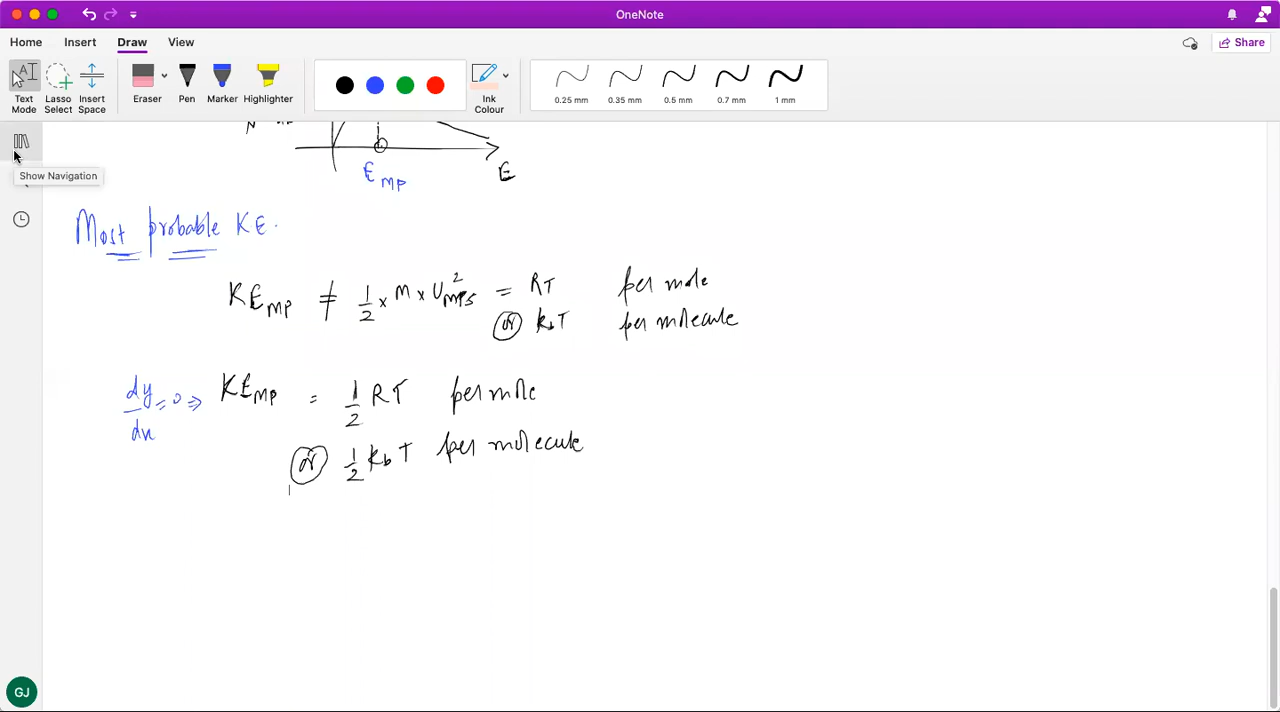 OneNote
Home Insert Draw View
Share
Text Mode
Lasso Select
Insert Space
Eraser
Pen
Marker
Highlighter
Ink Colour
0.25 mm 0.35 mm 0.5 mm 0.7 mm 1 mm
Show Navigation
E MP
E
Most probable KE.
KE MP ≠ 1/2 × M × U²mps = RT per mole
or k_b T per molecule
dy/dx = 0 ⇒ KE MP = 1/2 RT per mole
or 1/2 k_b T per molecule
GJ